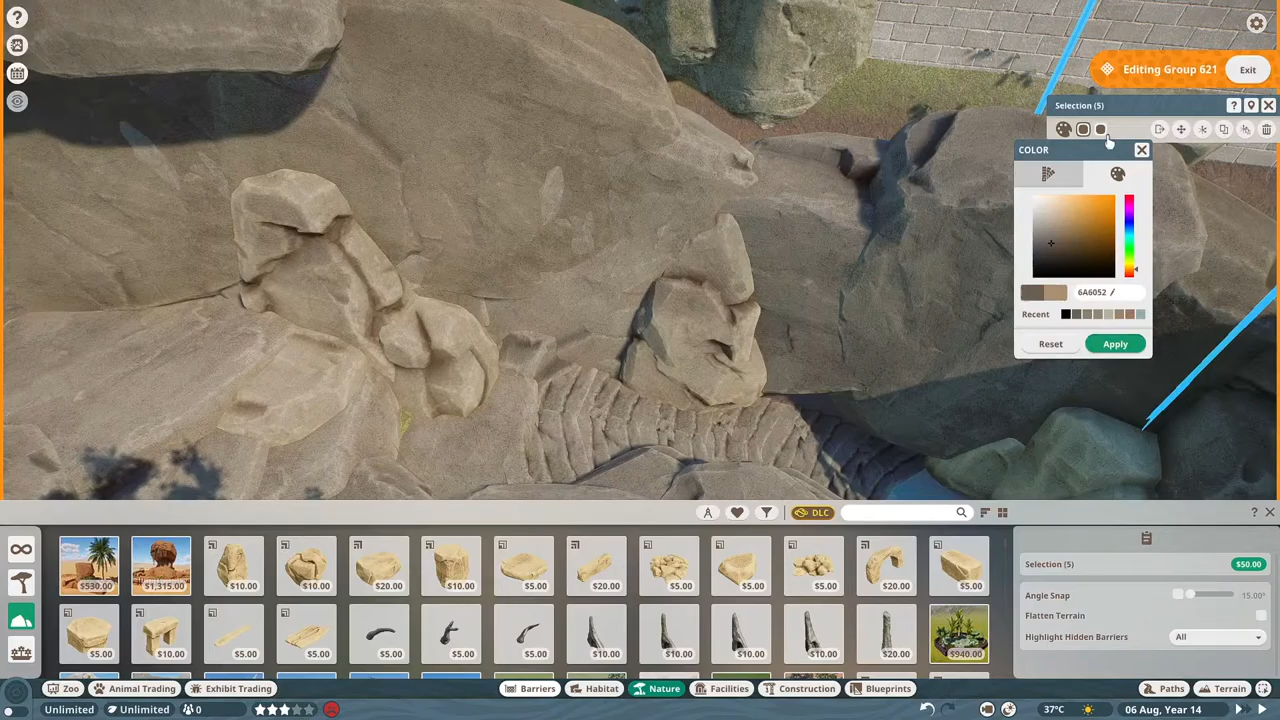 Editing Group 621
Exit
Selection (5)
?
COLOR
6A6052 /
Recent
Reset
Apply
DLC
?
$530.00
$1,315.00
$10.00
$10.00
$20.00
$10.00
$5.00
$20.00
$5.00
$5.00
$5.00
$20.00
$5.00
$5.00
$10.00
$5.00
$5.00
$5.00
$5.00
$5.00
$10.00
$10.00
$10.00
$10.00
$20.00
$940.00
Selection (5)
$50.00
Angle Snap
15.00°
Flatten Terrain
Highlight Hidden Barriers
All
Zoo
Animal Trading
Exhibit Trading
Barriers
Habitat
Nature
Facilities
Construction
Blueprints
Paths
Terrain
Unlimited
Unlimited
0
37°C
06 Aug, Year 14